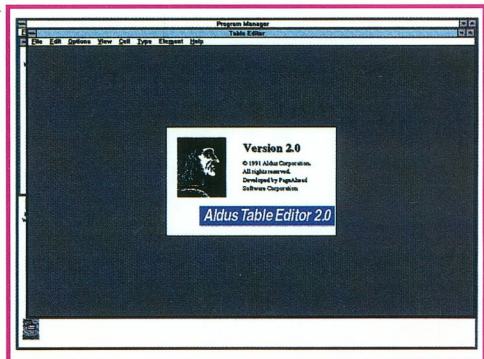 Program Manager
Table Editor
File Edit Options View Cell Type Element Help
Version 2.0
© 1991 Aldus Corporation.
All rights reserved.
Developed by PageAhead
Software Corporation
Aldus Table Editor 2.0